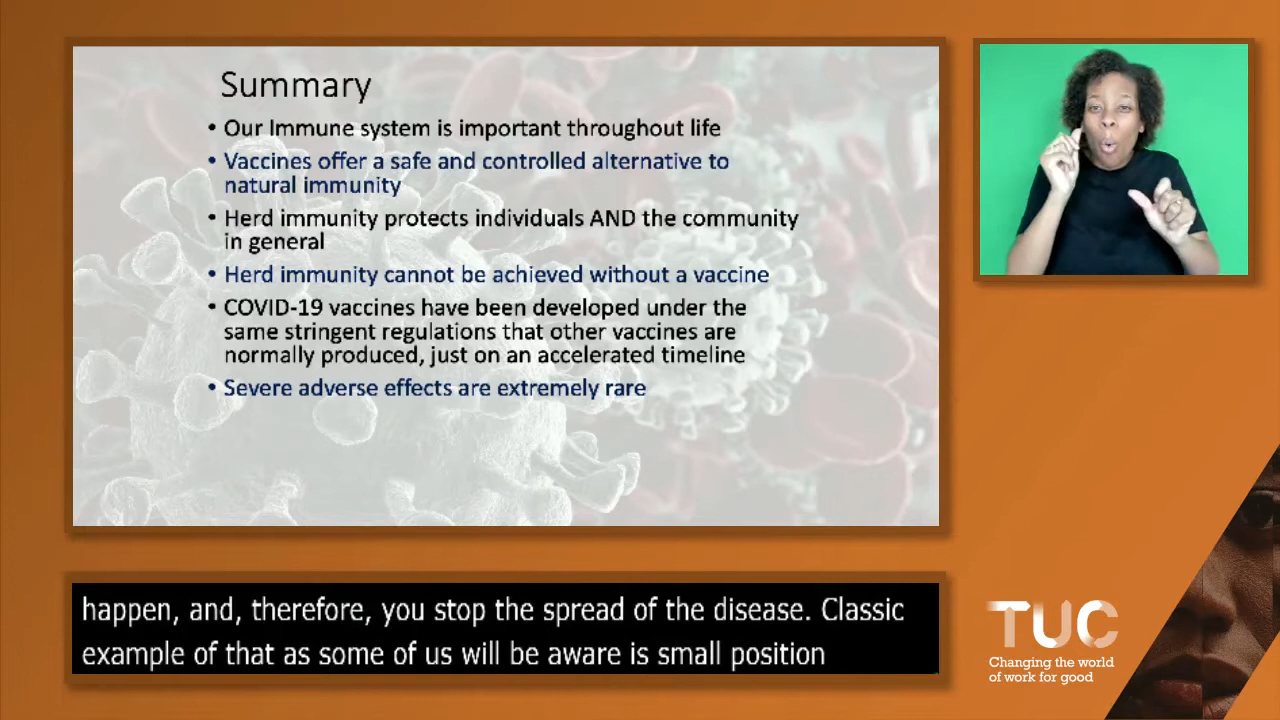 Summary
• Our Immune system is important throughout life
• Vaccines offer a safe and controlled alternative to
natural immunity
• Herd immunity protects individuals AND the community
in general
• Herd immunity cannot be achieved without a vaccine
• COVID-19 vaccines have been developed under the
same stringent regulations that other vaccines are
normally produced, just on an accelerated timeline
• Severe adverse effects are extremely rare
happen, and, therefore, you stop the spread of the disease. Classic
example of that as some of us will be aware is small position
TUC
Changing the world
of work for good